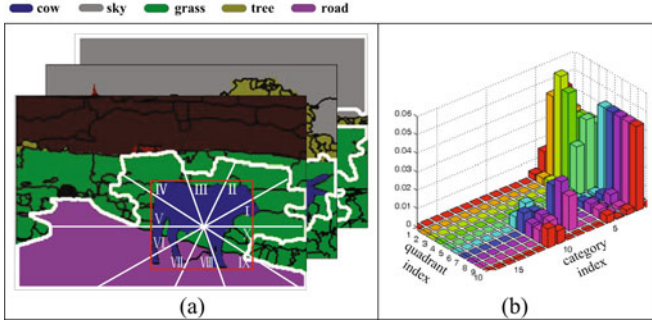 cow sky grass tree road
IV III II
V I
VI X
VII VIII IX
(a)
0.06
0.05
0.04
0.03
0.02
0.01
0
1 2 3 4 5 6 7 8 9 10
quadrant
index
15 10 5
category
index
(b)